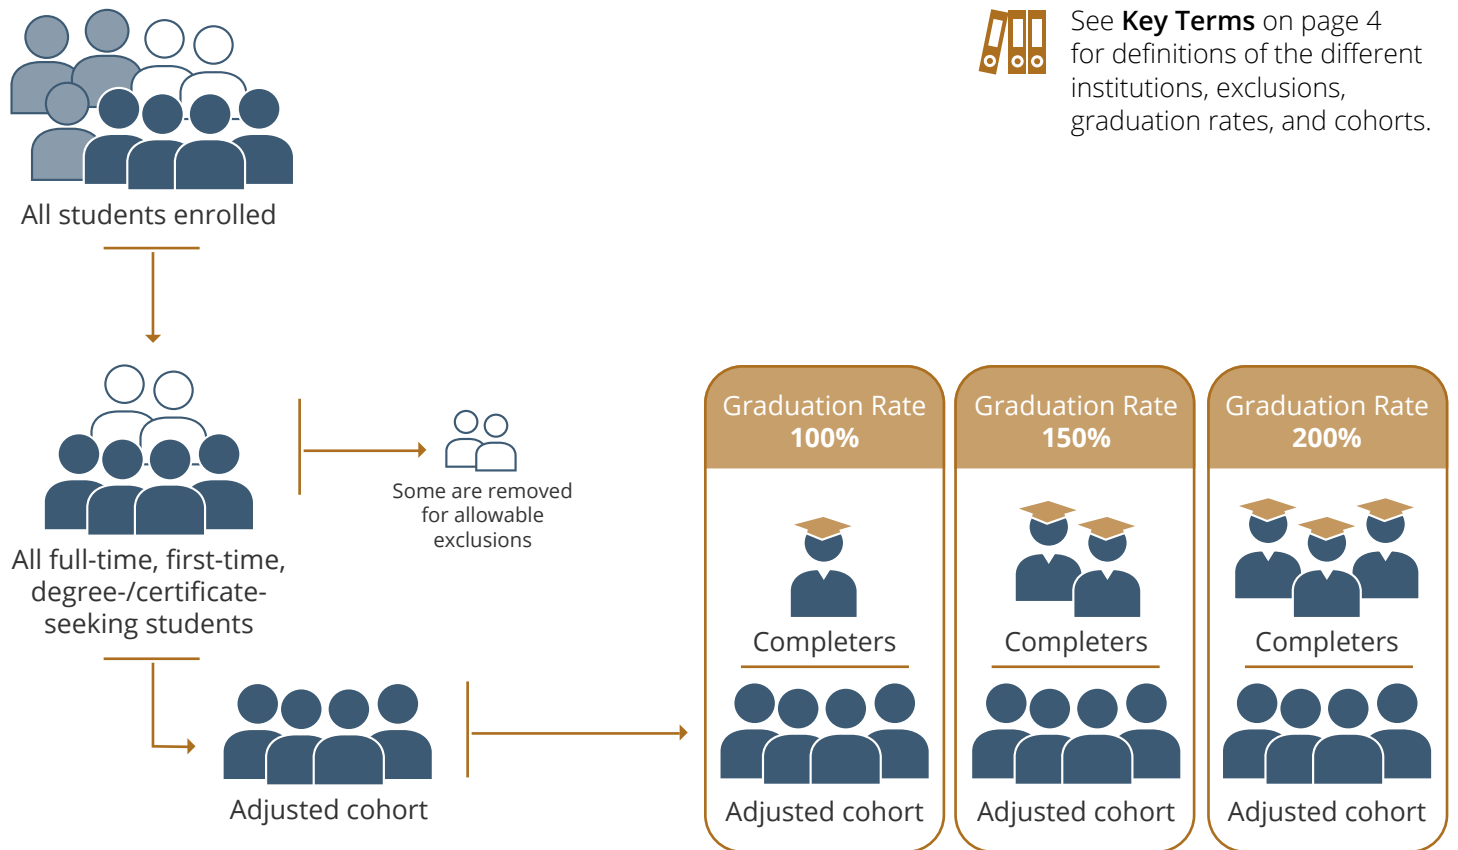 See Key Terms on page 4
for definitions of the different
institutions, exclusions,
graduation rates, and cohorts.
All students enrolled
All full-time, first-time,
degree-/certificate-
seeking students
Some are removed
for allowable
exclusions
Adjusted cohort
Graduation Rate
100%
Completers
Adjusted cohort
Graduation Rate
150%
Completers
Adjusted cohort
Graduation Rate
200%
Completers
Adjusted cohort